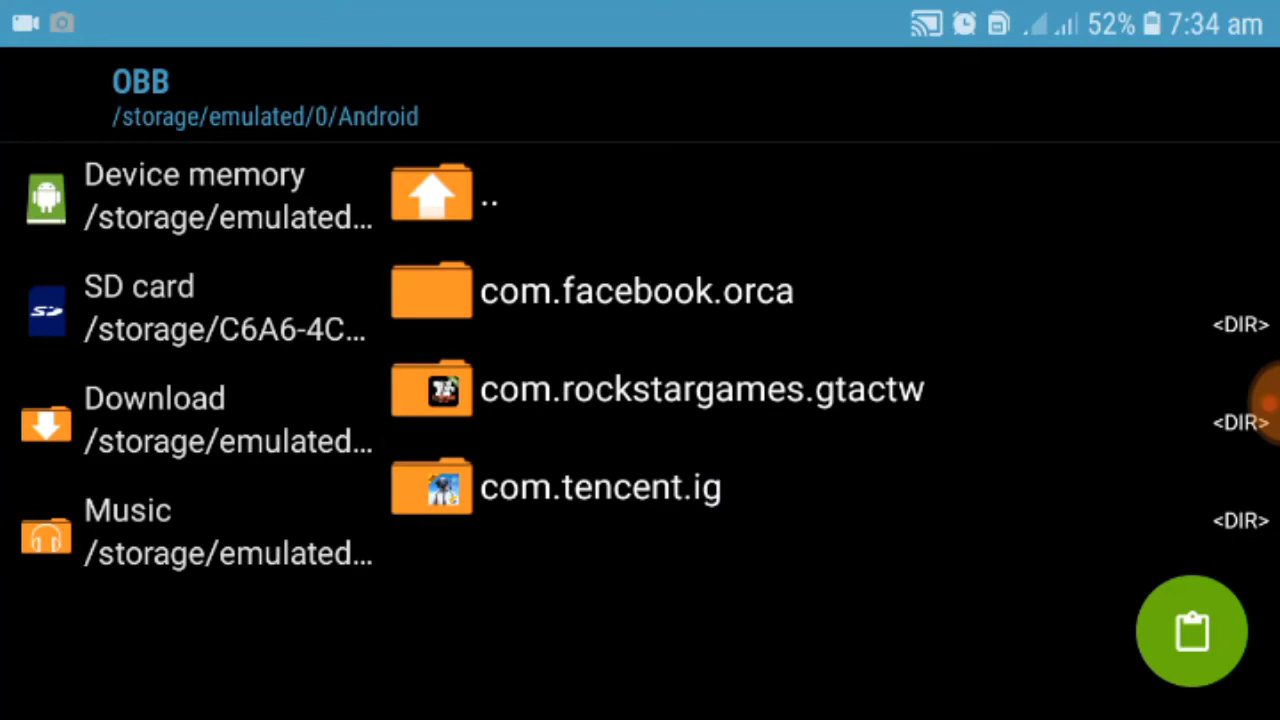 52% 7:34 am
OBB
/storage/emulated/0/Android
Device memory
/storage/emulated...
SD card
/storage/C6A6-4C...
Download
/storage/emulated...
Music
/storage/emulated...
..
com.facebook.orca
<DIR>
com.rockstargames.gtactw
<DIR>
com.tencent.ig
<DIR>